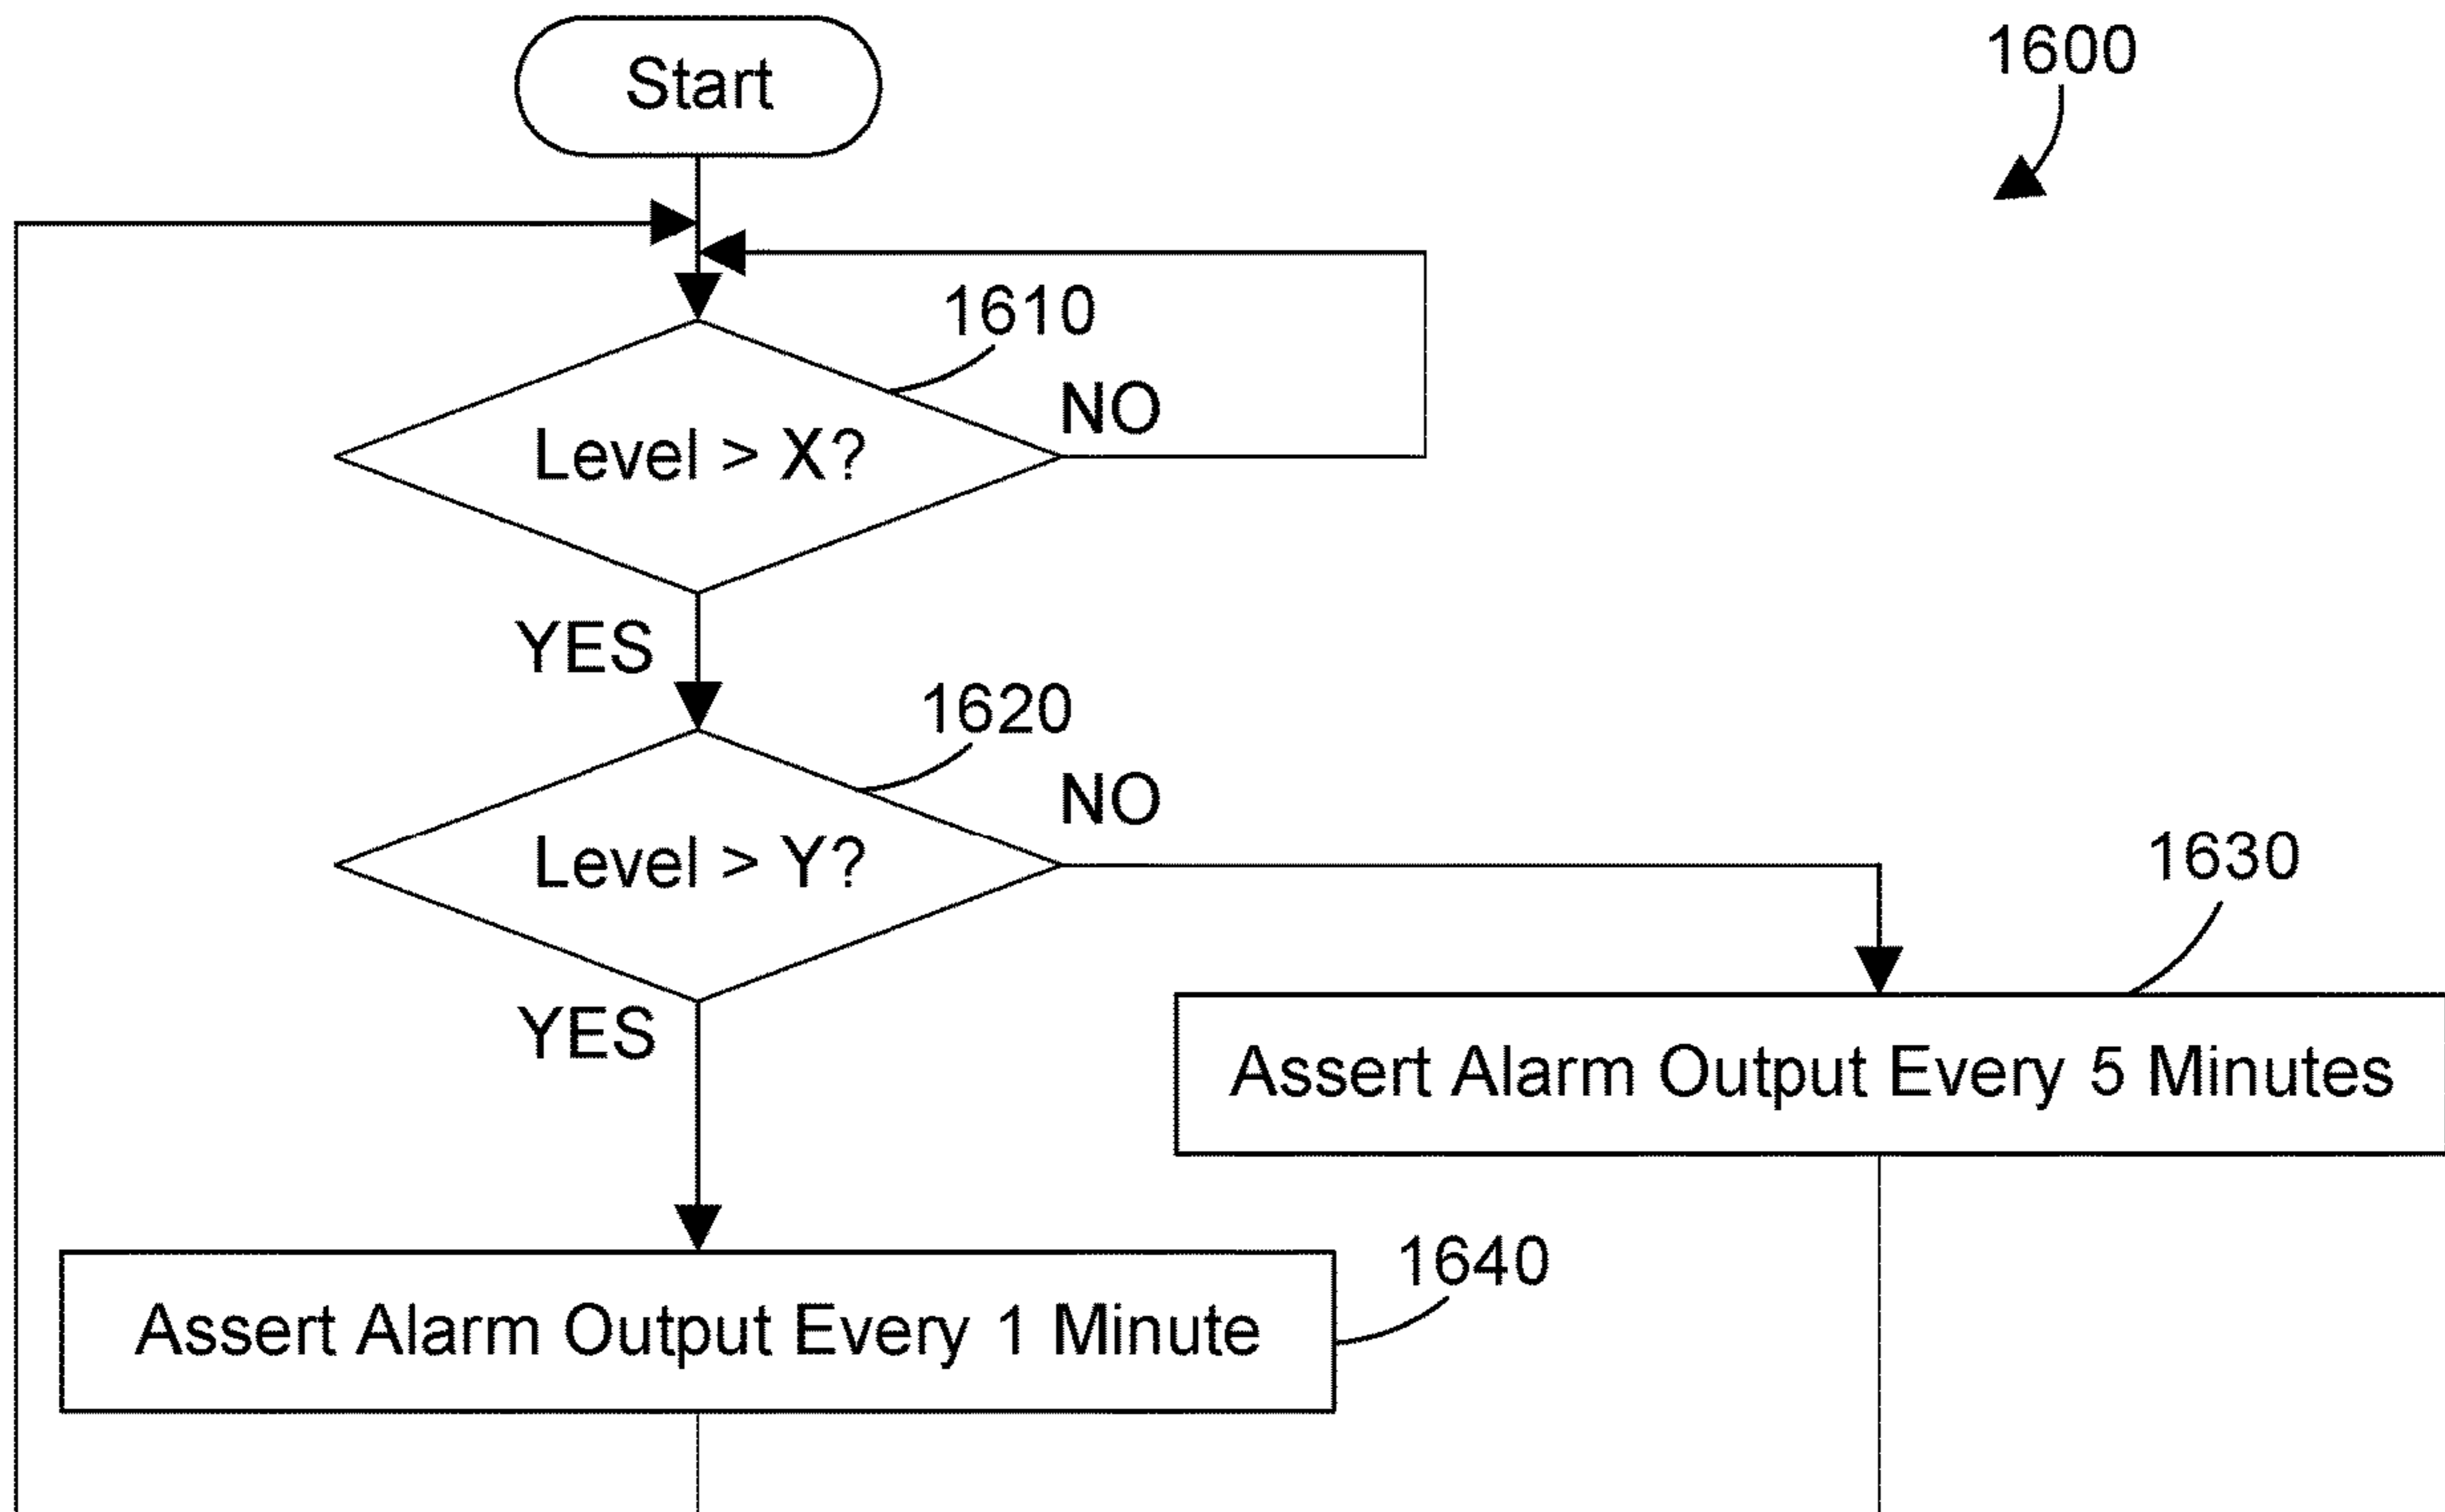 Start
1600
1610
NO
Level > X?
YES
1620
NO
Level > Y?
1630
YES
Assert Alarm Output Every 5 Minutes
1640
Assert Alarm Output Every 1 Minute